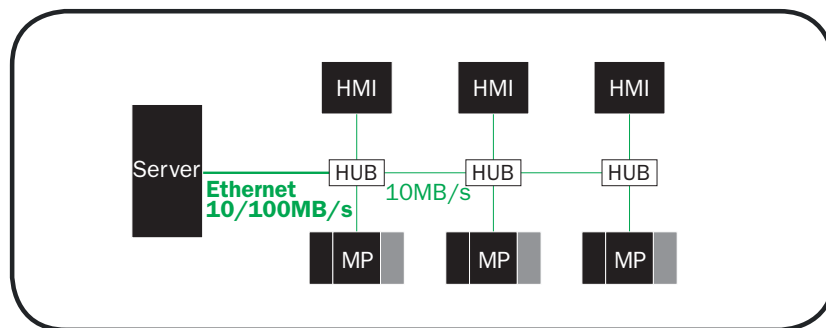 HMI HMI HMI
Server HUB HUB HUB
Ethernet 10MB/s
10/100MB/s
MP MP MP